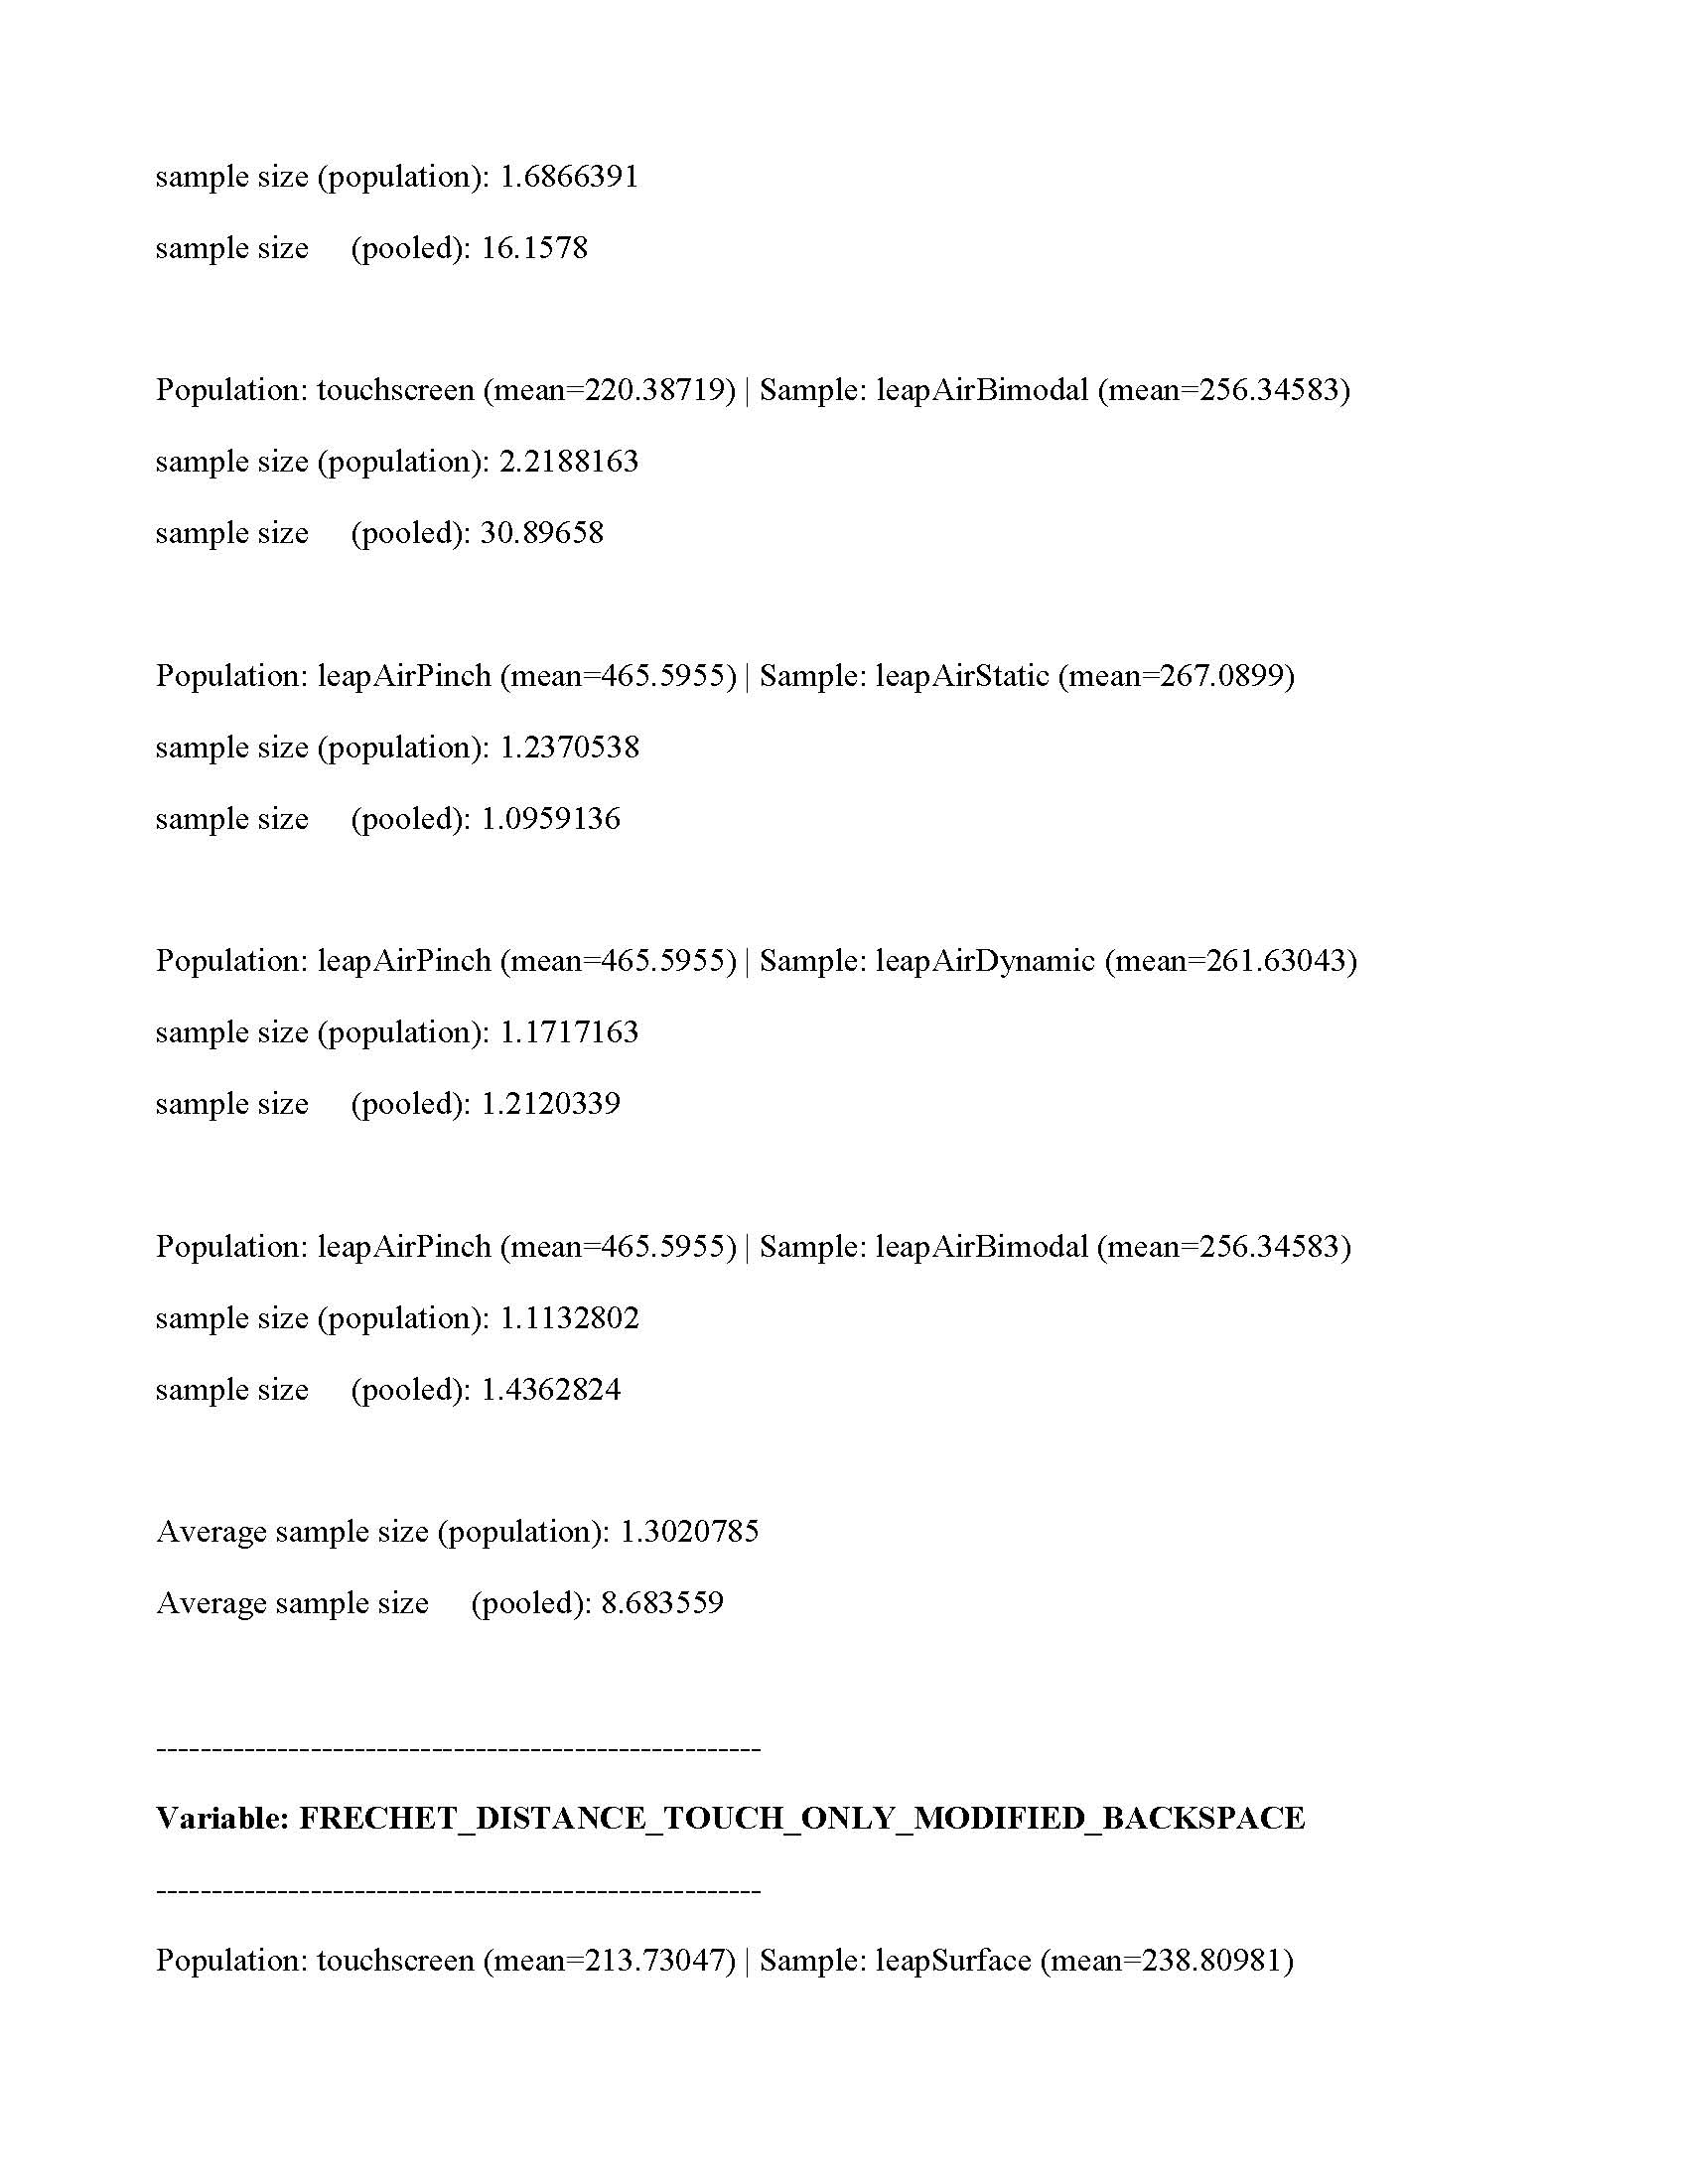 sample size (population): 1.6866391
sample size     (pooled): 16.1578
Population: touchscreen (mean=220.38719) | Sample: leapAirBimodal (mean=256.34583)
sample size (population): 2.2188163
sample size     (pooled): 30.89658
Population: leapAirPinch (mean=465.5955) | Sample: leapAirStatic (mean=267.0899)
sample size (population): 1.2370538
sample size     (pooled): 1.0959136
Population: leapAirPinch (mean=465.5955) | Sample: leapAirDynamic (mean=261.63043)
sample size (population): 1.1717163
sample size     (pooled): 1.2120339
Population: leapAirPinch (mean=465.5955) | Sample: leapAirBimodal (mean=256.34583)
sample size (population): 1.1132802
sample size     (pooled): 1.4362824
Average sample size (population): 1.3020785
Average sample size     (pooled): 8.683559
-------------------------------------------------------
Variable: FRECHET_DISTANCE_TOUCH_ONLY_MODIFIED_BACKSPACE
-------------------------------------------------------
Population: touchscreen (mean=213.73047) | Sample: leapSurface (mean=238.80981)